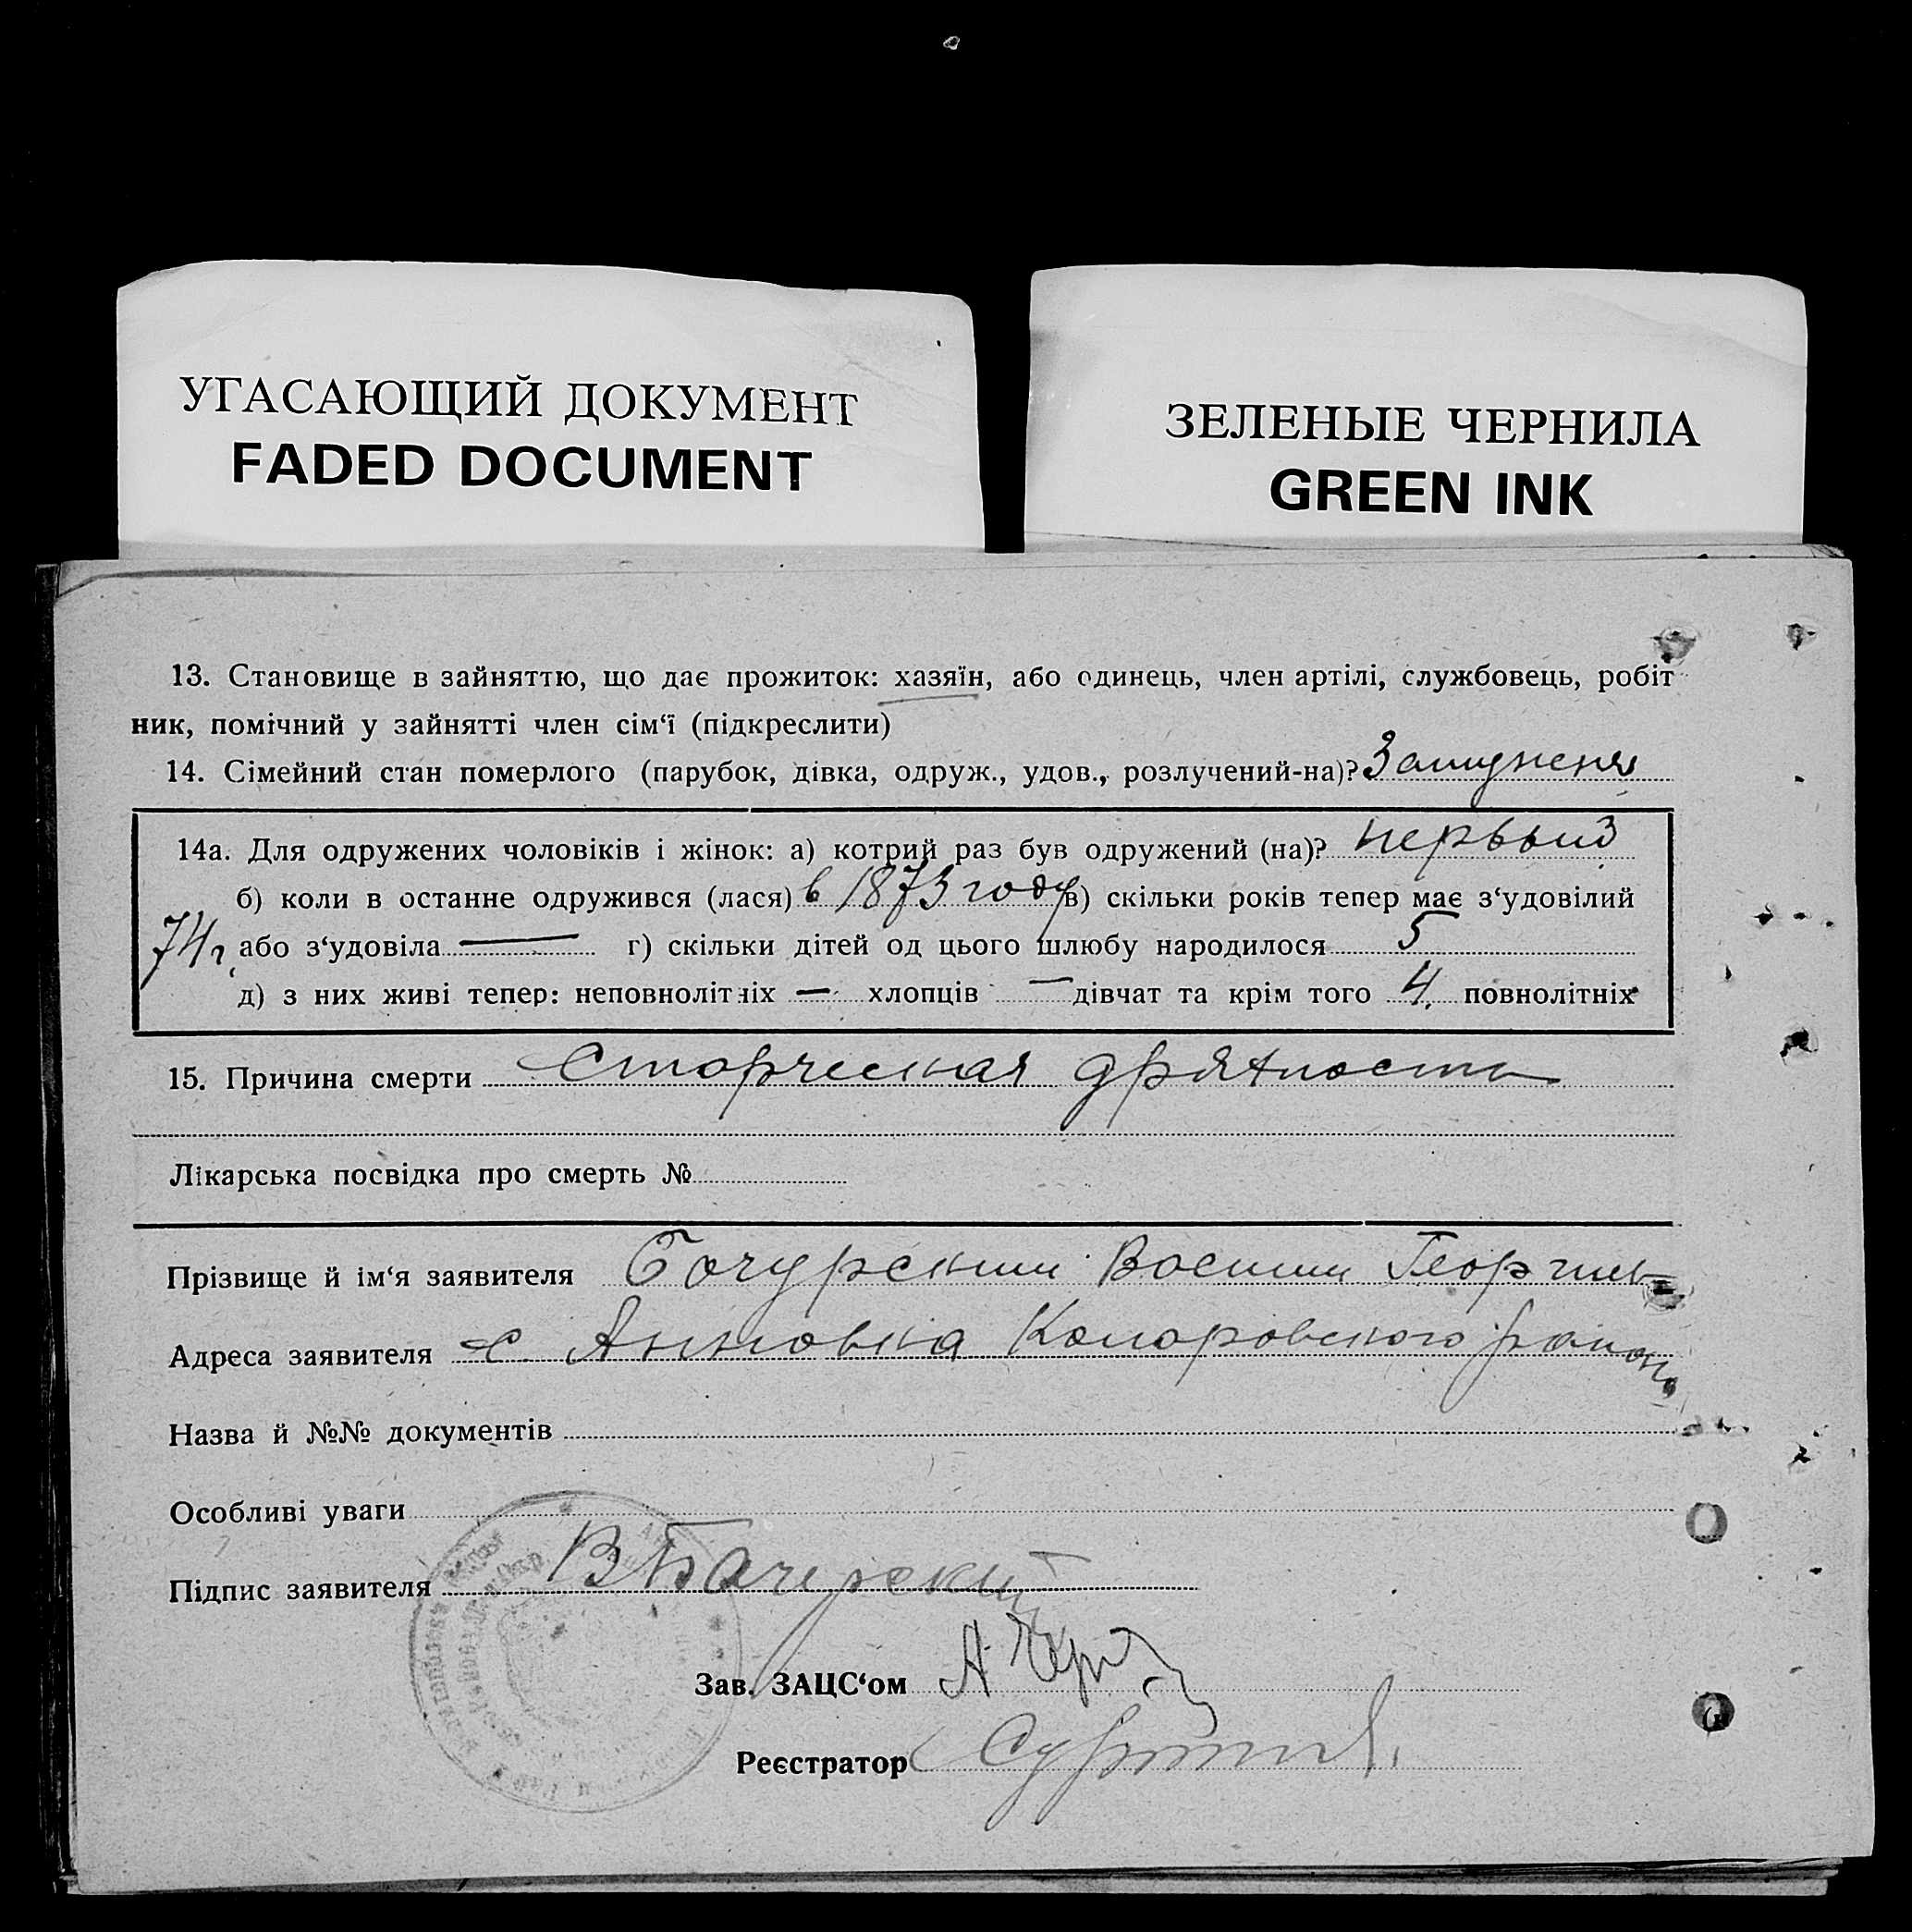 УГАСАЮЩИЙ ДОКУМЕНТ
FADED DOCUMENT
ЗЕЛЕНЫЕ ЧЕРНИЛА
GREEN INK
13. Становище в зайняттю, що дає прожиток: хазяїн, або одинець, член артілі, службовець, робіт
ник, помічний у зайнятті член сім‘ї (підкреслити)
14. Сімейний стан померлого (парубок, дівка, одруж., удов., розлучений-на)? Замужняя
14а. Для одружених чоловіків і жінок: а) котрий раз був одружений (на)? первый
б) коли в останне одружився (лася) в 1873 году в) скільки років тепер має з‘удовілий
74 г. або з‘удовіла — г) скільки дітей од цього шлюбу народилося 5
д) з них живі тепер: неповнолітніх — хлопців — дівчат та крім того 4. повнолітніх
15. Причина смерти Старческая дряхлость
Лікарська посвідка про смерть №
Прізвище й ім‘я заявителя Георгиев
Адреса заявителя с. Анновка Коларовского района
Назва й №№ документів
Особливі уваги
Підпис заявителя
Зав. ЗАЦС‘ом
Реєстратор